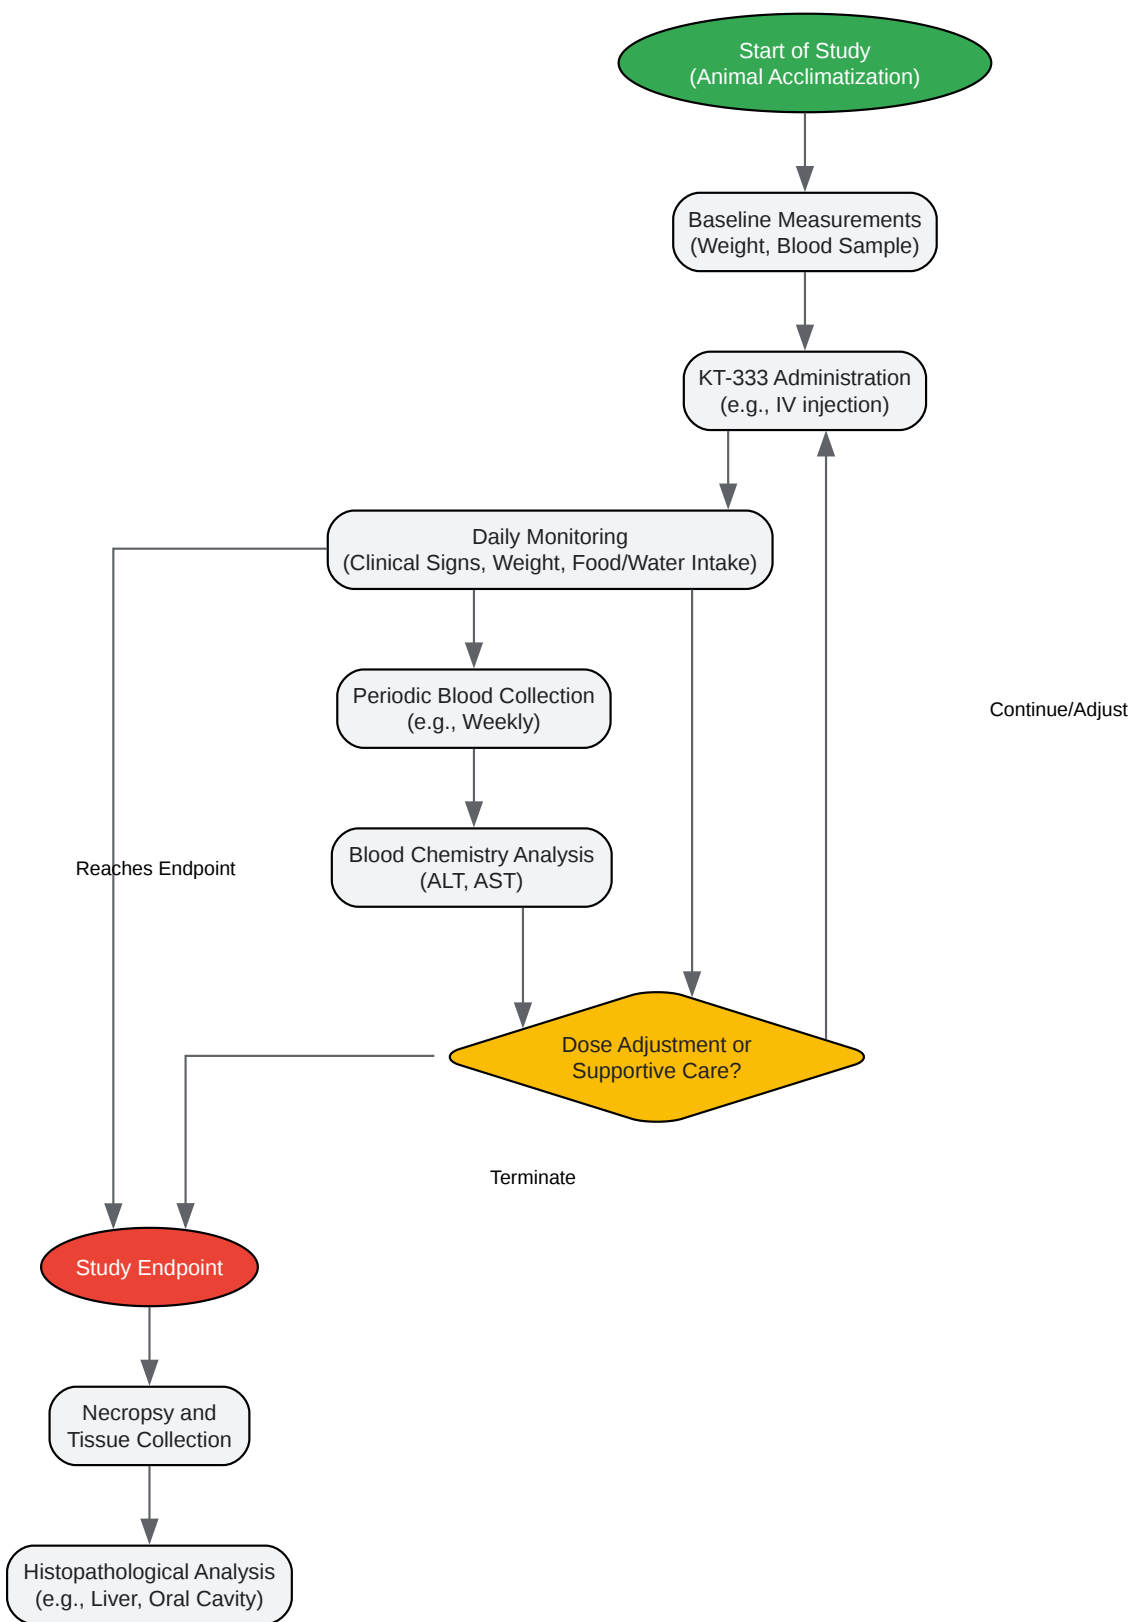 Start of Study
(Animal Acclimatization)
Baseline Measurements
(Weight, Blood Sample)
KT-333 Administration
(e.g., IV injection)
Daily Monitoring
(Clinical Signs, Weight, Food/Water Intake)
Periodic Blood Collection
(e.g., Weekly)
Continue/Adjust
Blood Chemistry Analysis
(ALT, AST)
Reaches Endpoint
Dose Adjustment or
Supportive Care?
Terminate
Study Endpoint
Necropsy and
Tissue Collection
Histopathological Analysis
(e.g., Liver, Oral Cavity)